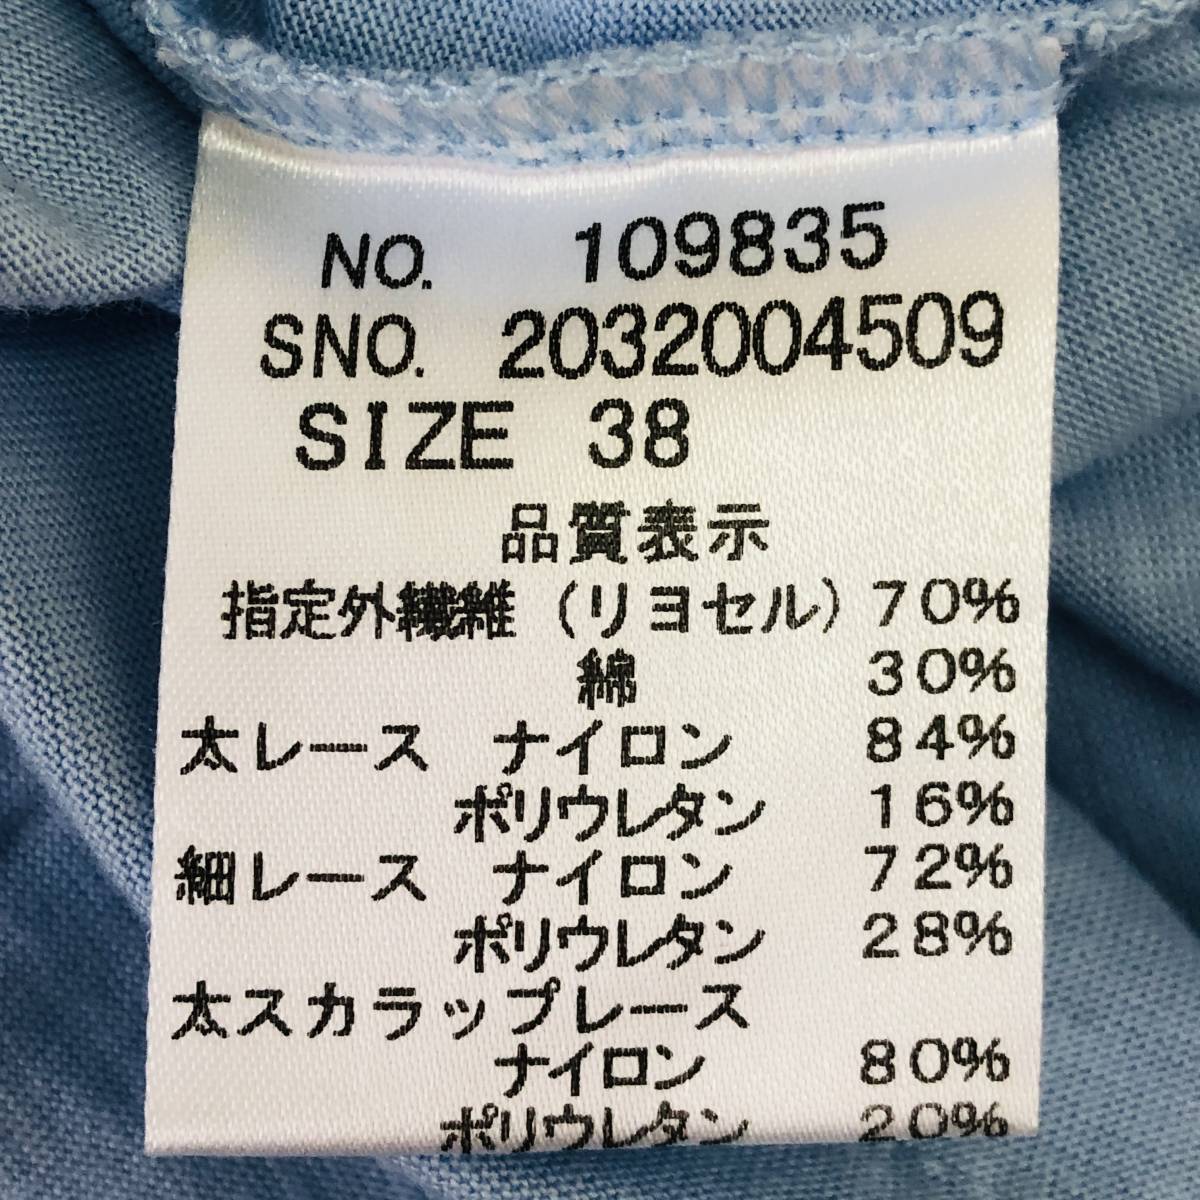 NO. 109835
SNO. 2032004509
SIZE 38
品質表示
指定外繊維（リヨセル）７０％
綿 ３０％
太レース ナイロン ８４％
ポリウレタン １６％
細レース ナイロン ７２％
ポリウレタン ２８％
太スカラップレース
ナイロン ８０％
ポリウレタン ２０％